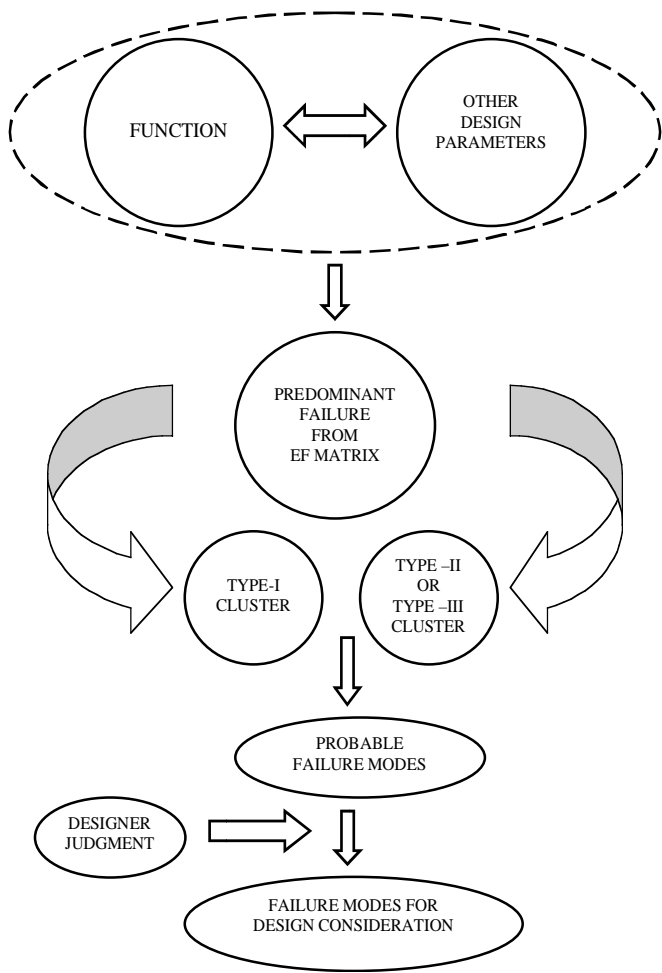 FUNCTION
OTHER
DESIGN
PARAMETERS
PREDOMINANT
FAILURE
FROM
EF MATRIX
TYPE-I
CLUSTER
TYPE –II
OR
TYPE –III
CLUSTER
PROBABLE
FAILURE MODES
DESIGNER
JUDGMENT
FAILURE MODES FOR
DESIGN CONSIDERATION